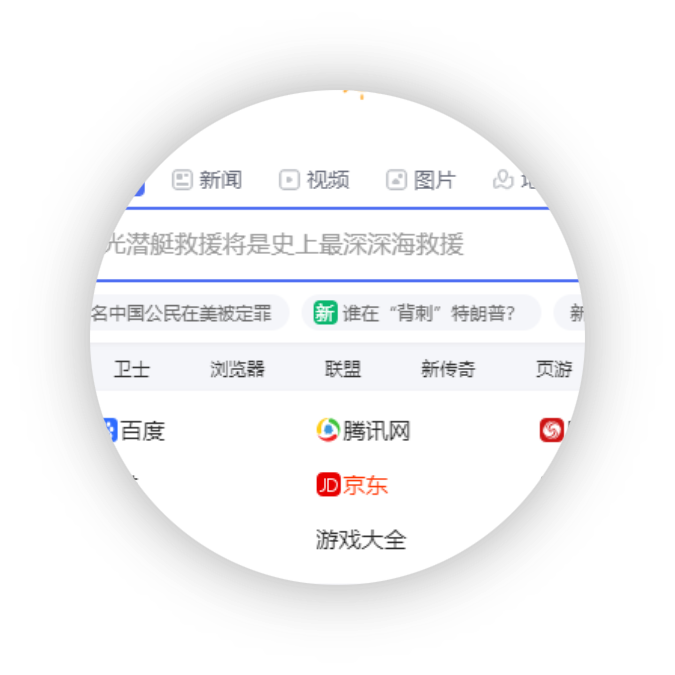 新闻 视频 图片
光潜艇救援将是史上最深深海救援
名中国公民在美被定罪 新 谁在“背刺”特朗普？ 新
卫士 浏览器 联盟 新传奇 页游
百度 腾讯网
JD 京东
游戏大全